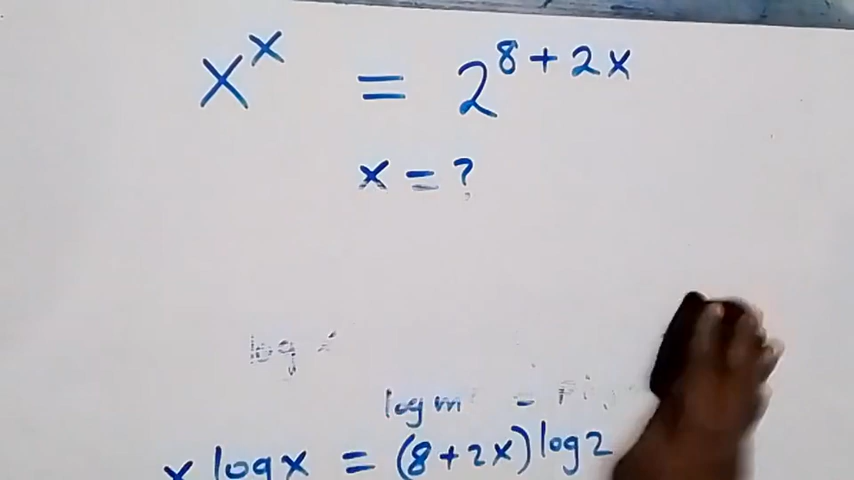 x^x = 2^(8 + 2x)
x = ?
log
log m =
x log x = (8 + 2x) log 2